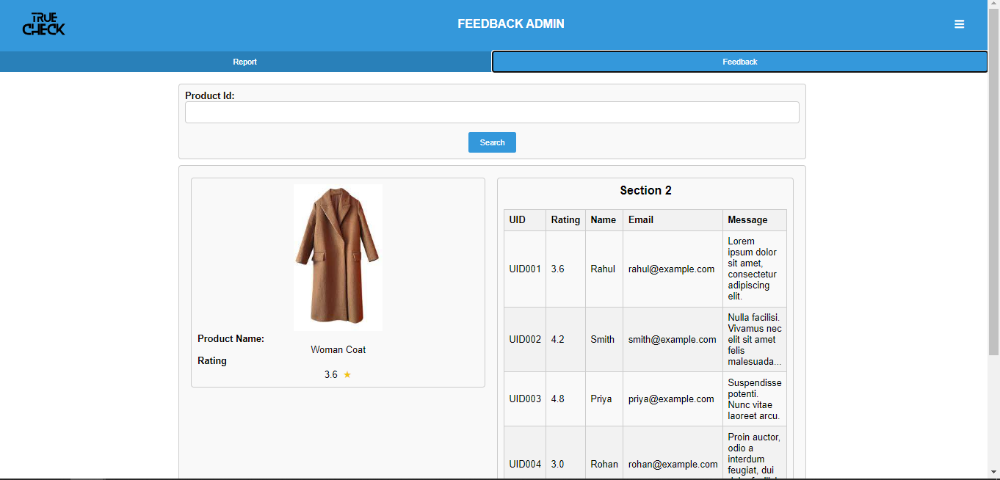 TRUE
CHECK
FEEDBACK ADMIN
Report
Feedback
Product Id:
Search
Product Name:
Woman Coat
Rating
3.6 ★
Section 2
UID Rating Name Email Message
UID001 3.6 Rahul rahul@example.com
Lorem
ipsum dolor
sit amet,
consectetur
adipiscing
elit.
UID002 4.2 Smith smith@example.com
Nulla facilisi.
Vivamus nec
elit sit amet
felis
malesuada...
UID003 4.8 Priya priya@example.com
Suspendisse
potenti.
Nunc vitae
laoreet arcu.
UID004 3.0 Rohan rohan@example.com
Proin auctor,
odio a
interdum
feugiat, dui